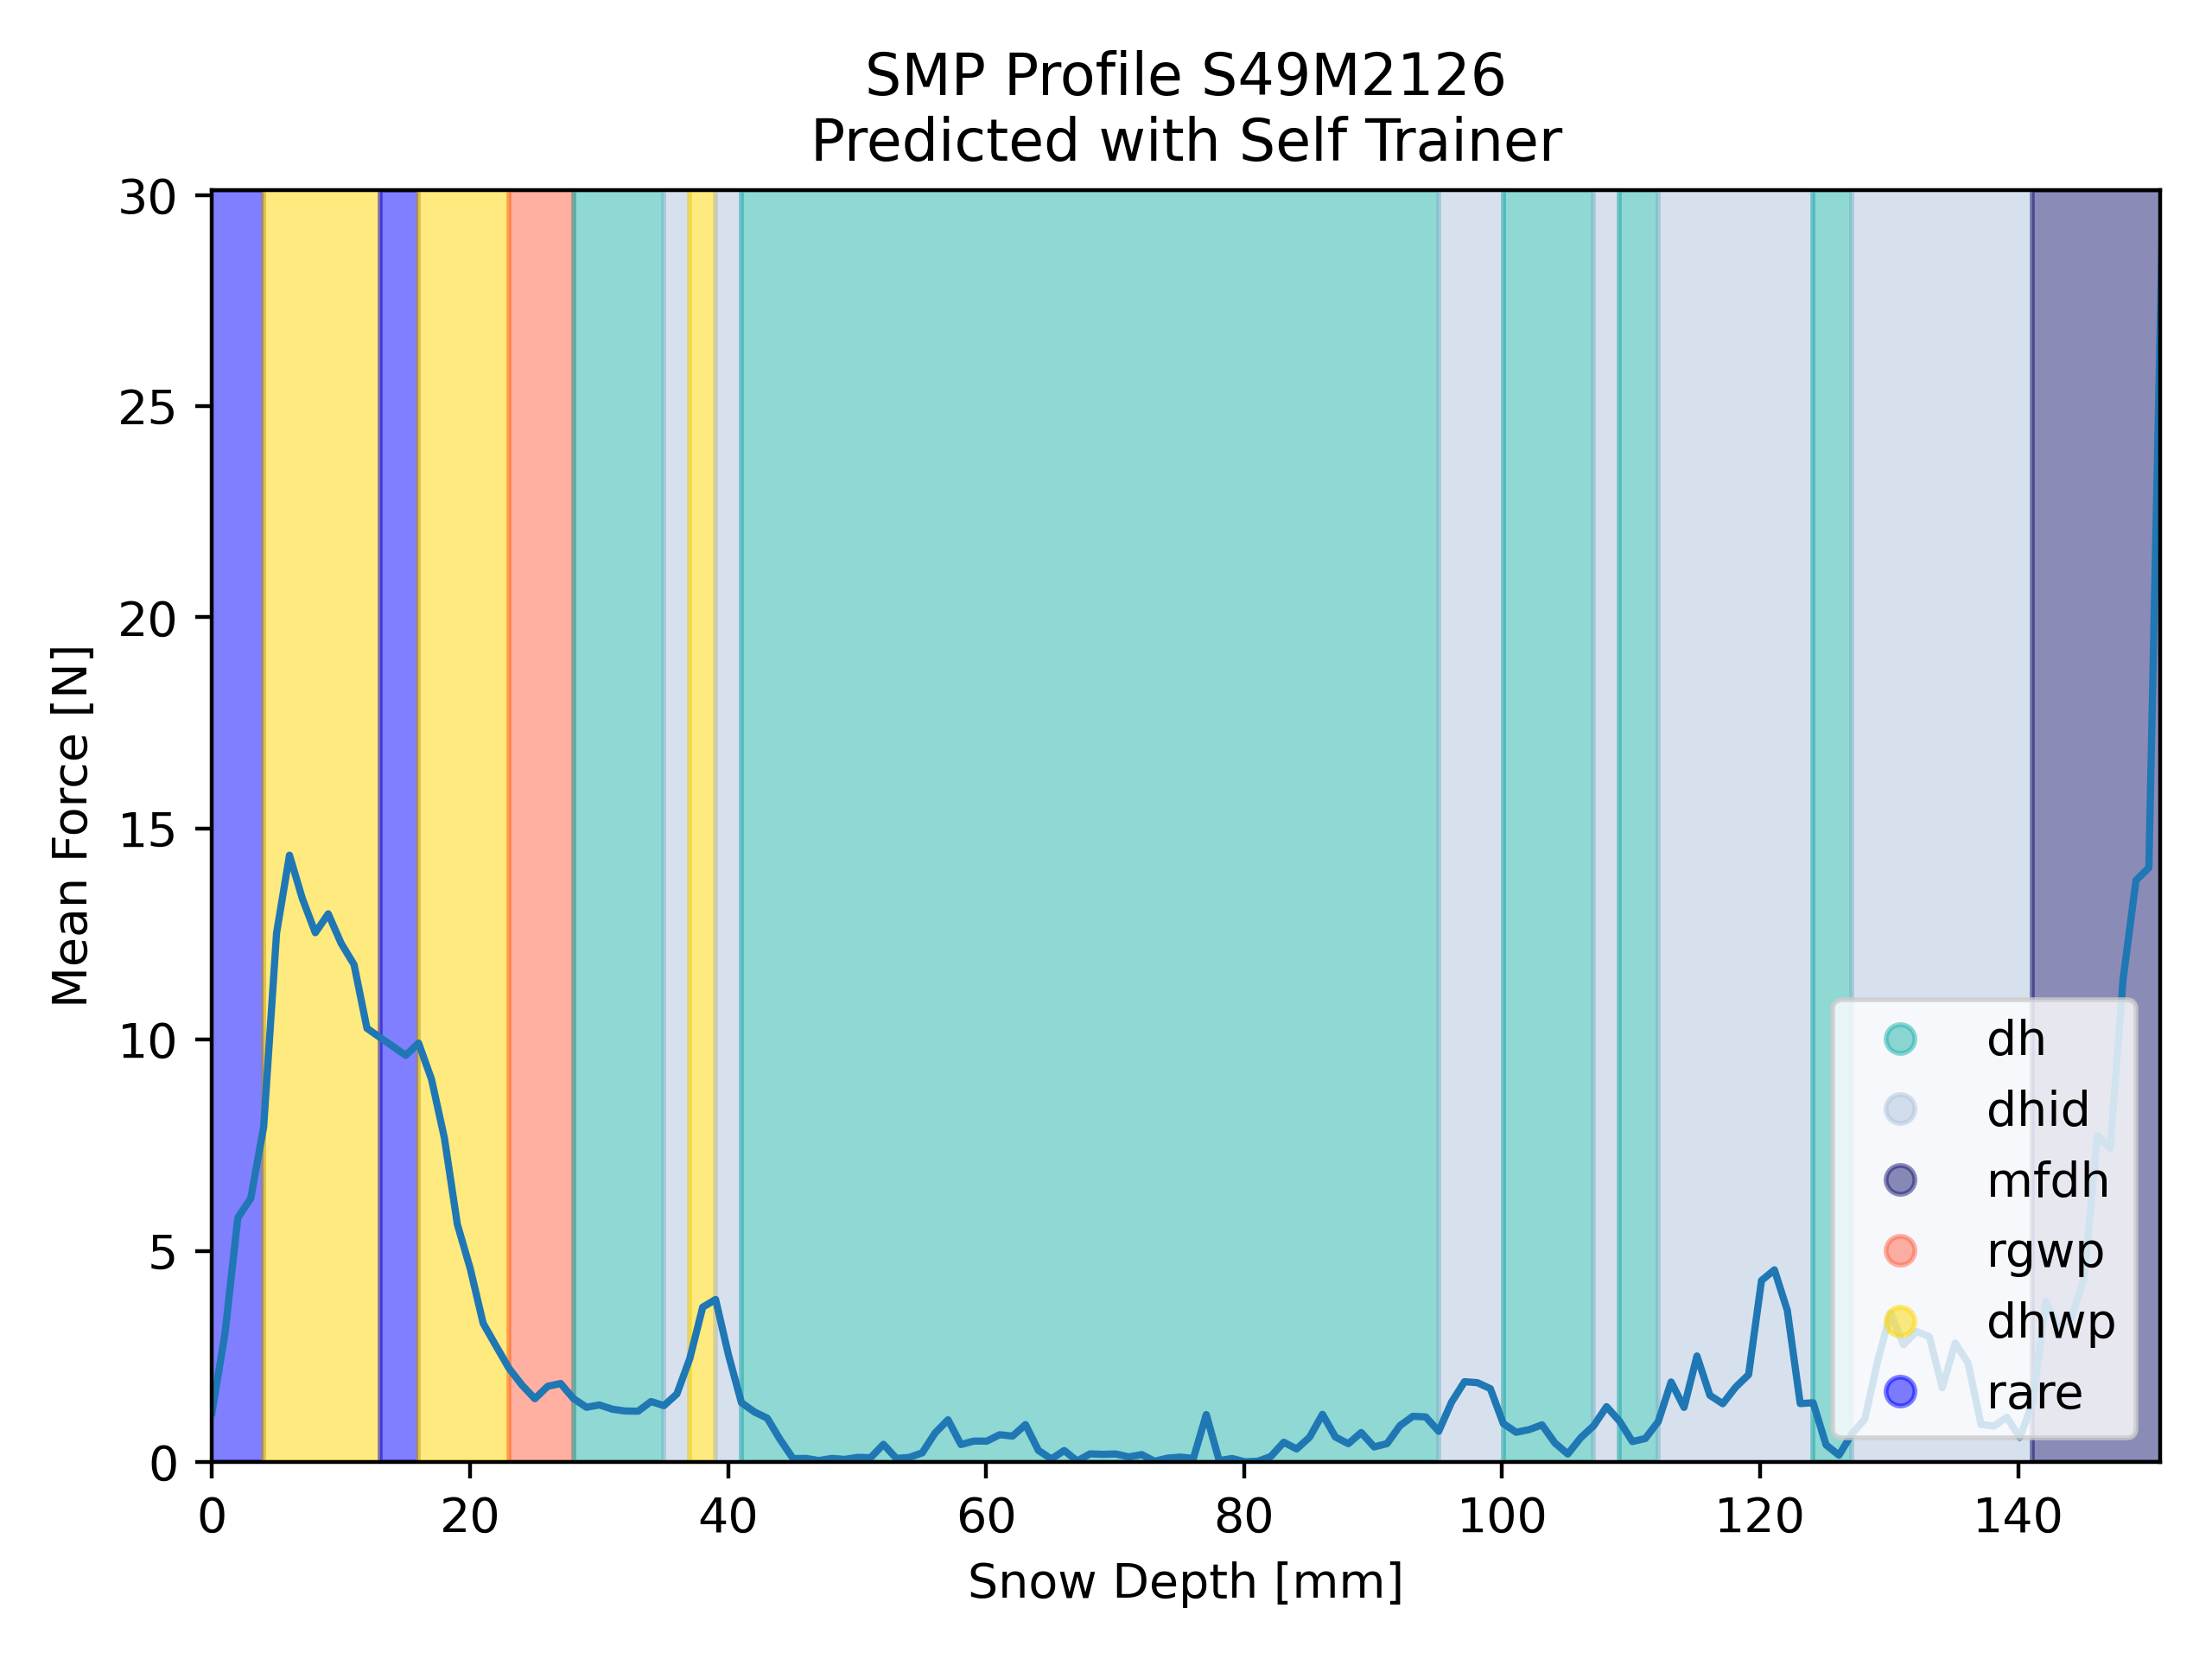 SMP Profile S49M2126
Predicted with Self Trainer
30
25
20
15
10
5
0
Mean Force [N]
dh
dhid
mfdh
rgwp
dhwp
rare
0 20 40 60 80 100 120 140
Snow Depth [mm]